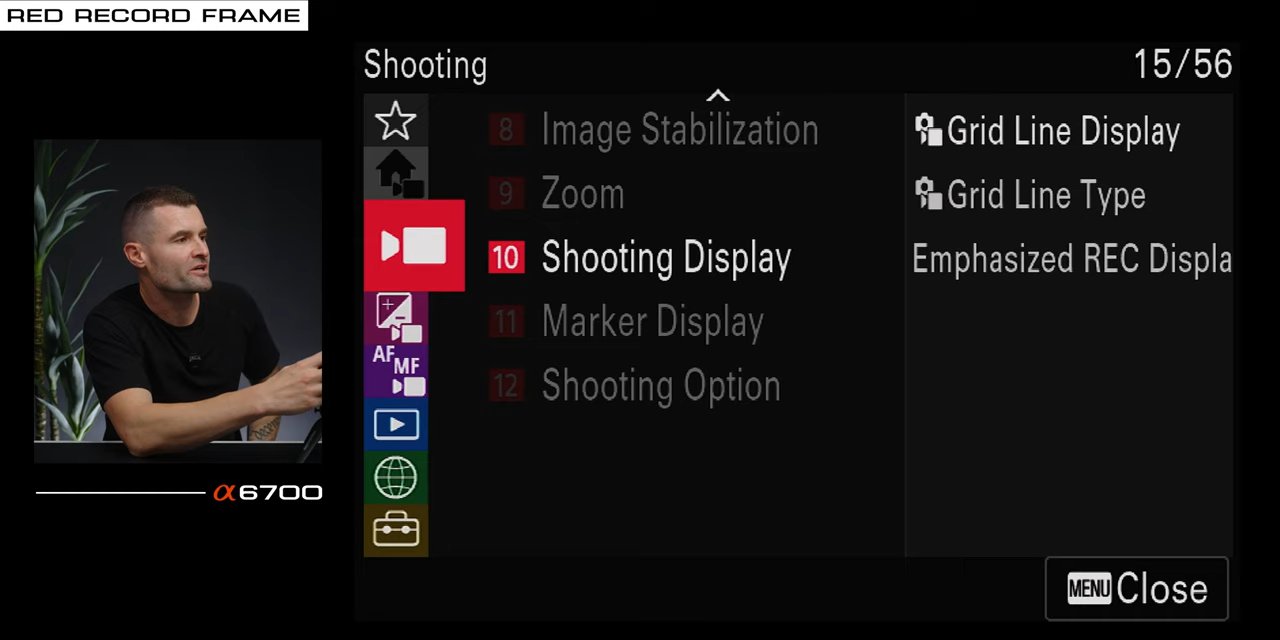 RED RECORD FRAME
Shooting
15/56
8 Image Stabilization
9 Zoom
10 Shooting Display
11 Marker Display
12 Shooting Option
Grid Line Display
Grid Line Type
Emphasized REC Displa
AF MF
α6700
MENU Close